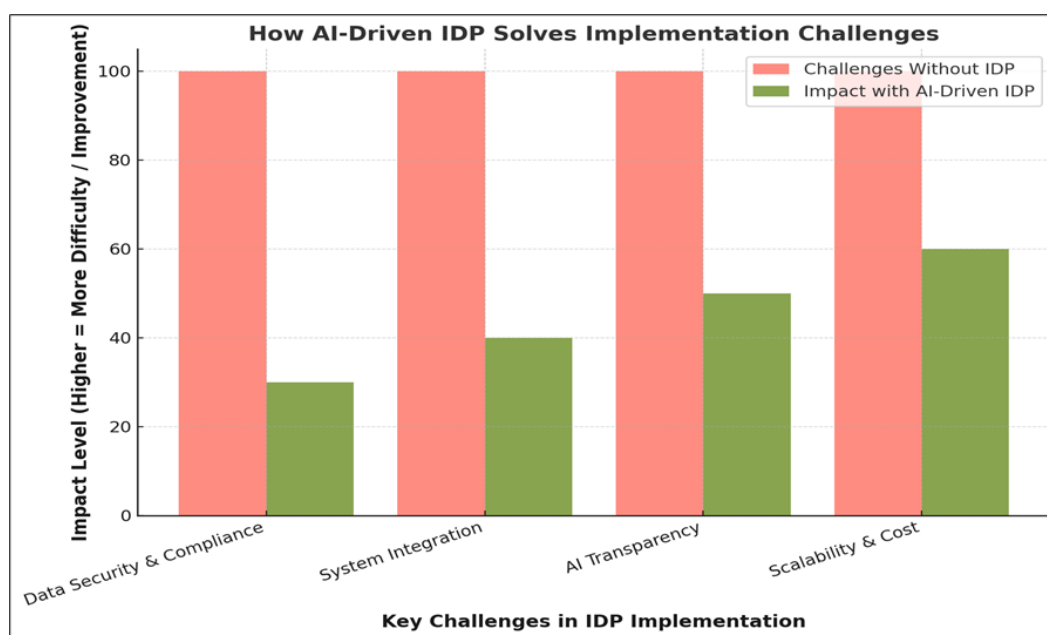 How AI-Driven IDP Solves Implementation Challenges
Challenges Without IDP
Impact with AI-Driven IDP
Impact Level (Higher = More Difficulty / Improvement)
100
80
60
40
20
0
Data Security & Compliance
System Integration
AI Transparency
Scalability & Cost
Key Challenges in IDP Implementation